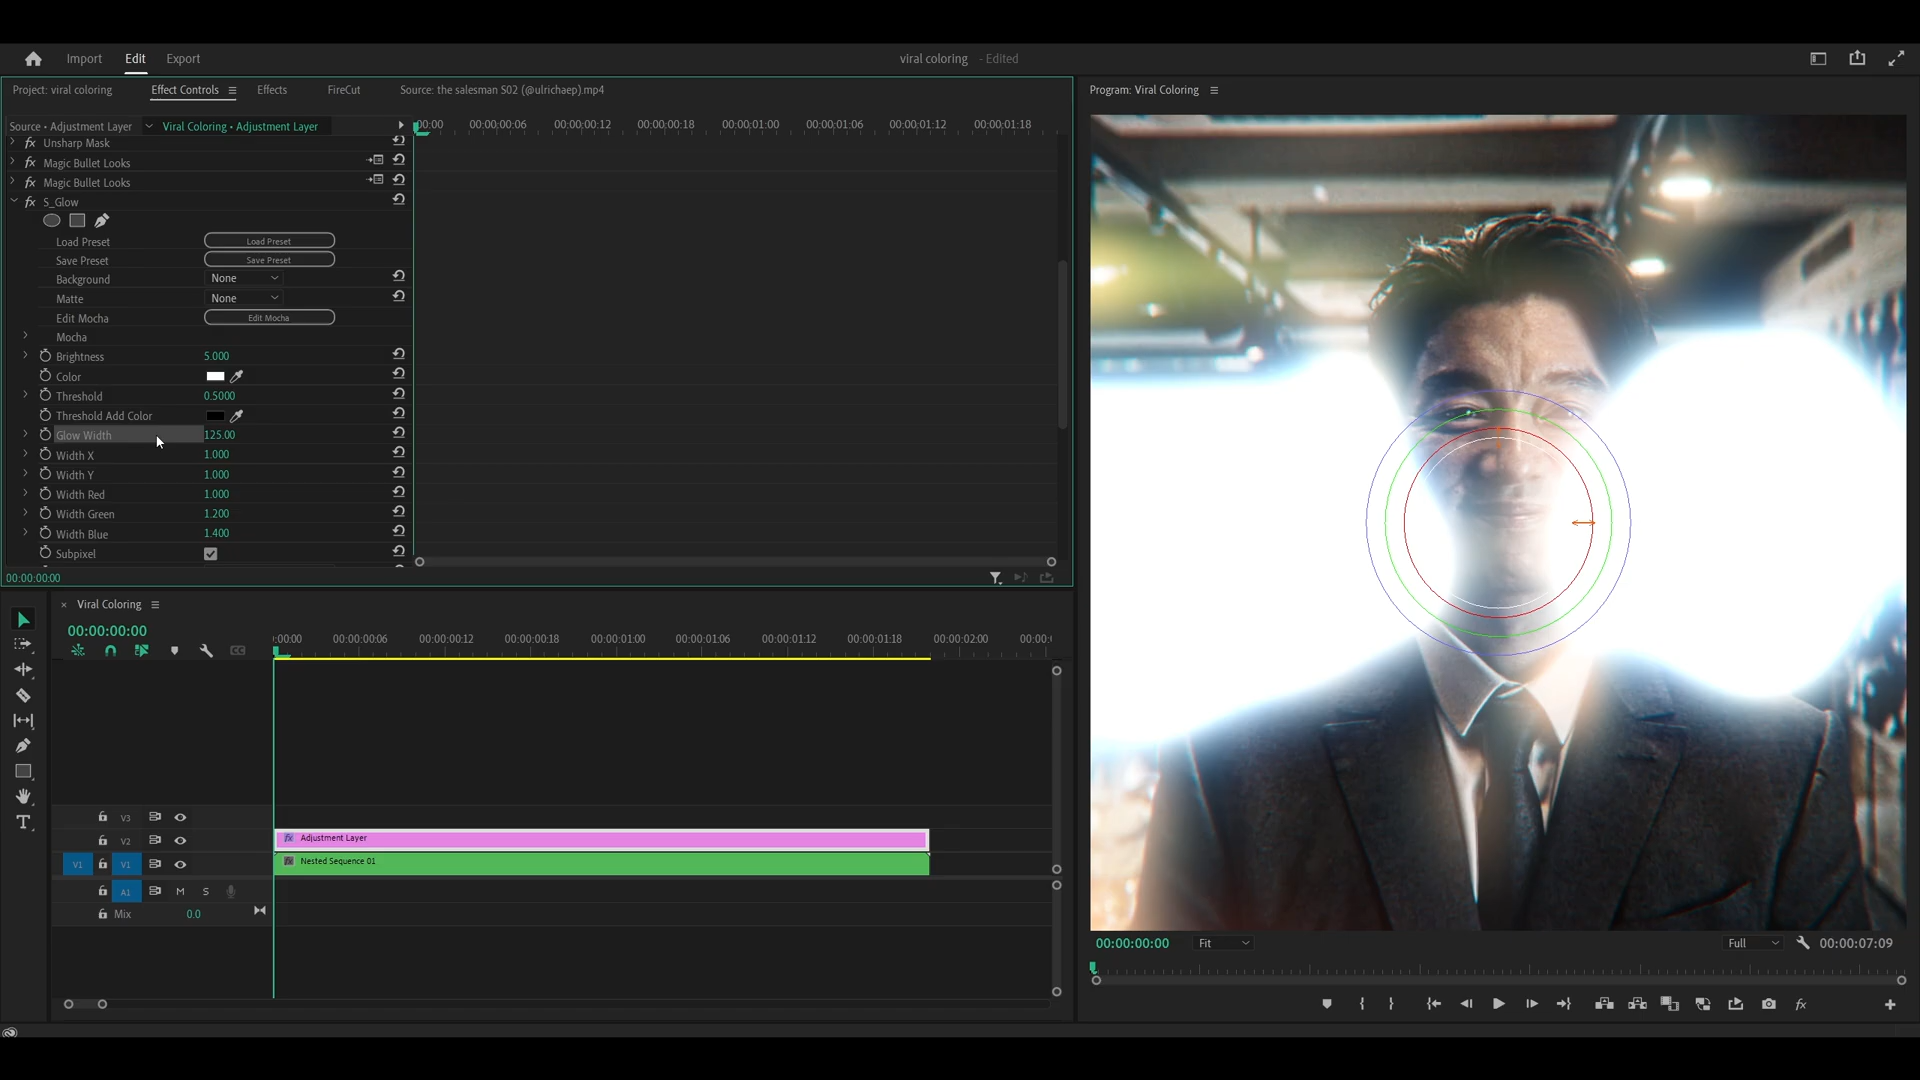 Import Edit Export viral coloring - Edited
Project: viral coloring Effect Controls Effects FireCut Source: the salesman S02 (@ulrichaep).mp4 Program: Viral Coloring
Source • Adjustment Layer Viral Coloring • Adjustment Layer 00:00 00:00:00:06 00:00:00:12 00:00:00:18 00:00:01:00 00:00:01:06 00:00:01:12 00:00:01:18
fx Unsharp Mask
fx Magic Bullet Looks
fx Magic Bullet Looks
fx S_Glow
Load Preset Load Preset
Save Preset Save Preset
Background None
Matte None
Edit Mocha Edit Mocha
Mocha
Brightness 5.000
Color
Threshold 0.5000
Threshold Add Color
Glow Width 125.00
Width X 1.000
Width Y 1.000
Width Red 1.000
Width Green 1.200
Width Blue 1.400
Subpixel
00:00:00:00
Viral Coloring
00:00:00:00
:00:00 00:00:00:06 00:00:00:12 00:00:00:18 00:00:01:00 00:00:01:06 00:00:01:12 00:00:01:18 00:00:02:00 00:00:0
CC
V3
V2 fx Adjustment Layer
V1 V1 fx Nested Sequence 01
A1 M S
Mix 0.0
T
00:00:00:00 Fit Full 00:00:07:09
fx